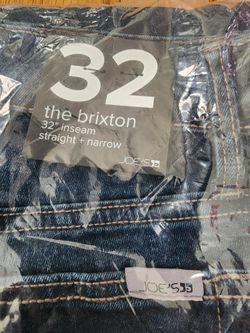 32
the brixton
32" inseam
straight + narrow
JOE'S
JOE'S